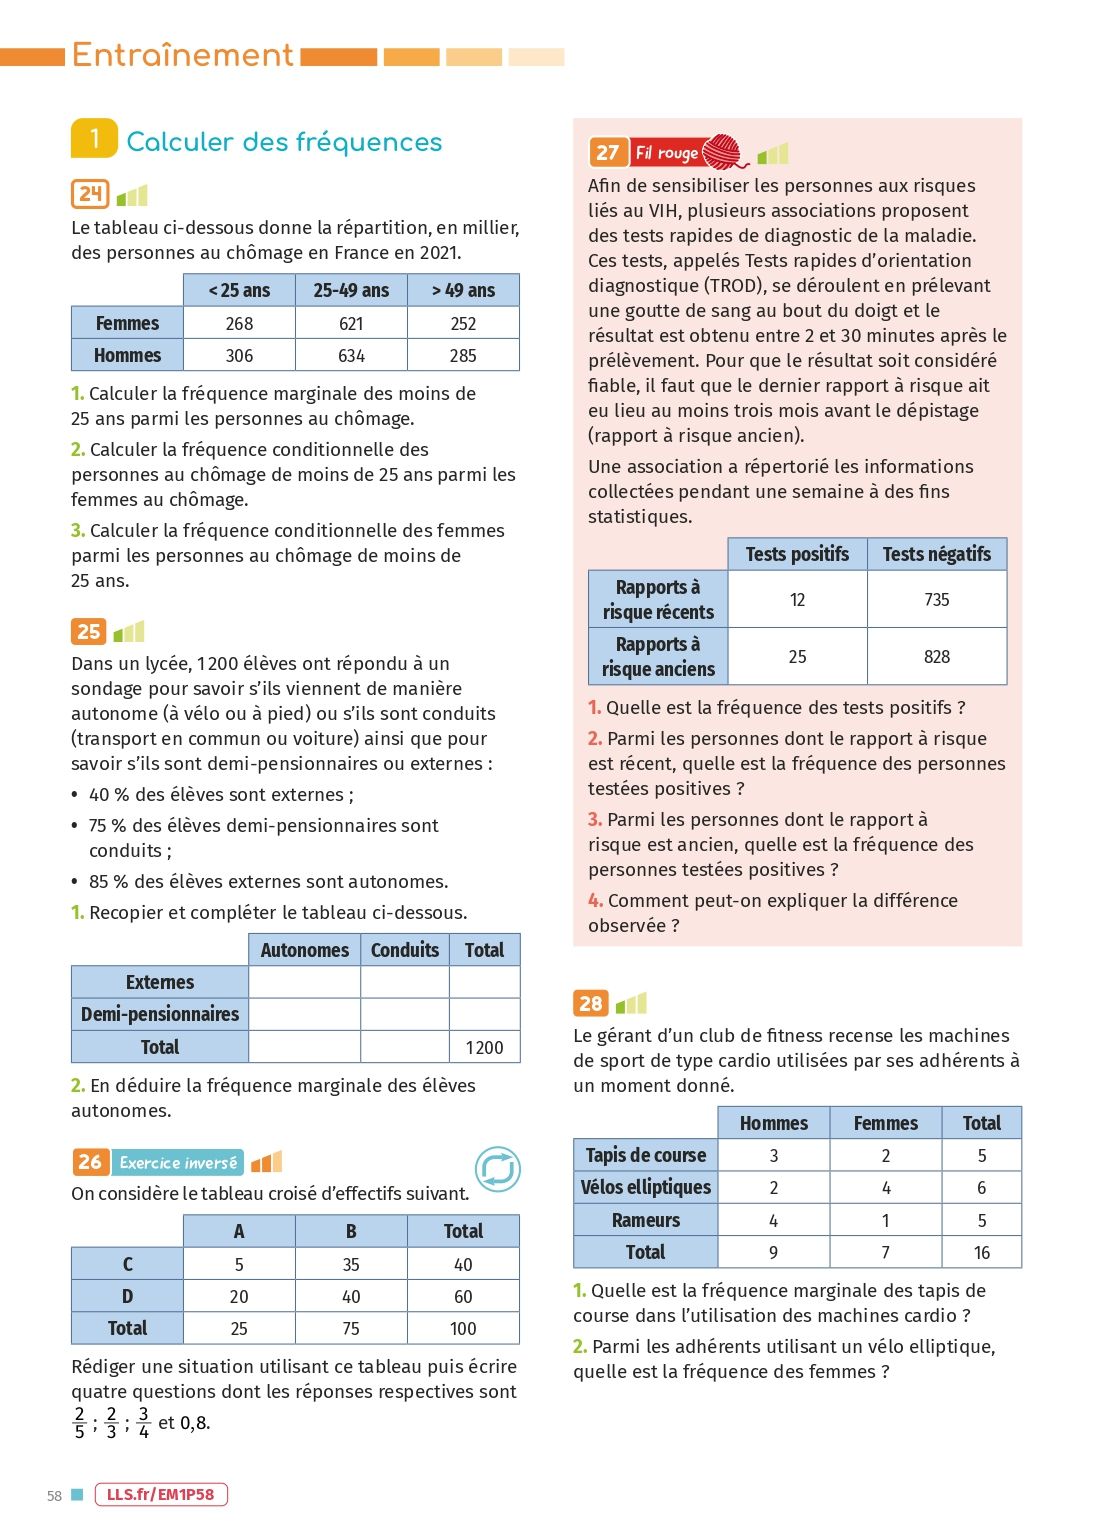 Entraînement
1 Calculer des fréquences
24
Le tableau ci-dessous donne la répartition, en millier,
des personnes au chômage en France en 2021.
< 25 ans 25-49 ans > 49 ans
Femmes 268 621 252
Hommes 306 634 285
1. Calculer la fréquence marginale des moins de
25 ans parmi les personnes au chômage.
2. Calculer la fréquence conditionnelle des
personnes au chômage de moins de 25 ans parmi les
femmes au chômage.
3. Calculer la fréquence conditionnelle des femmes
parmi les personnes au chômage de moins de
25 ans.
25
Dans un lycée, 1 200 élèves ont répondu à un
sondage pour savoir s'ils viennent de manière
autonome (à vélo ou à pied) ou s'ils sont conduits
(transport en commun ou voiture) ainsi que pour
savoir s'ils sont demi-pensionnaires ou externes :
• 40 % des élèves sont externes ;
• 75 % des élèves demi-pensionnaires sont
conduits ;
• 85 % des élèves externes sont autonomes.
1. Recopier et compléter le tableau ci-dessous.
Autonomes Conduits Total
Externes
Demi-pensionnaires
Total 1 200
2. En déduire la fréquence marginale des élèves
autonomes.
26 Exercice inversé
On considère le tableau croisé d'effectifs suivant.
A B Total
C 5 35 40
D 20 40 60
Total 25 75 100
Rédiger une situation utilisant ce tableau puis écrire
quatre questions dont les réponses respectives sont
2/5 ; 2/3 ; 3/4 et 0,8.
27 Fil rouge
Afin de sensibiliser les personnes aux risques
liés au VIH, plusieurs associations proposent
des tests rapides de diagnostic de la maladie.
Ces tests, appelés Tests rapides d'orientation
diagnostique (TROD), se déroulent en prélevant
une goutte de sang au bout du doigt et le
résultat est obtenu entre 2 et 30 minutes après le
prélèvement. Pour que le résultat soit considéré
fiable, il faut que le dernier rapport à risque ait
eu lieu au moins trois mois avant le dépistage
(rapport à risque ancien).
Une association a répertorié les informations
collectées pendant une semaine à des fins
statistiques.
Tests positifs Tests négatifs
Rapports à
risque récents 12 735
Rapports à
risque anciens 25 828
1. Quelle est la fréquence des tests positifs ?
2. Parmi les personnes dont le rapport à risque
est récent, quelle est la fréquence des personnes
testées positives ?
3. Parmi les personnes dont le rapport à
risque est ancien, quelle est la fréquence des
personnes testées positives ?
4. Comment peut-on expliquer la différence
observée ?
28
Le gérant d'un club de fitness recense les machines
de sport de type cardio utilisées par ses adhérents à
un moment donné.
Hommes Femmes Total
Tapis de course 3 2 5
Vélos elliptiques 2 4 6
Rameurs 4 1 5
Total 9 7 16
1. Quelle est la fréquence marginale des tapis de
course dans l'utilisation des machines cardio ?
2. Parmi les adhérents utilisant un vélo elliptique,
quelle est la fréquence des femmes ?
58 LLS.fr/EM1P58